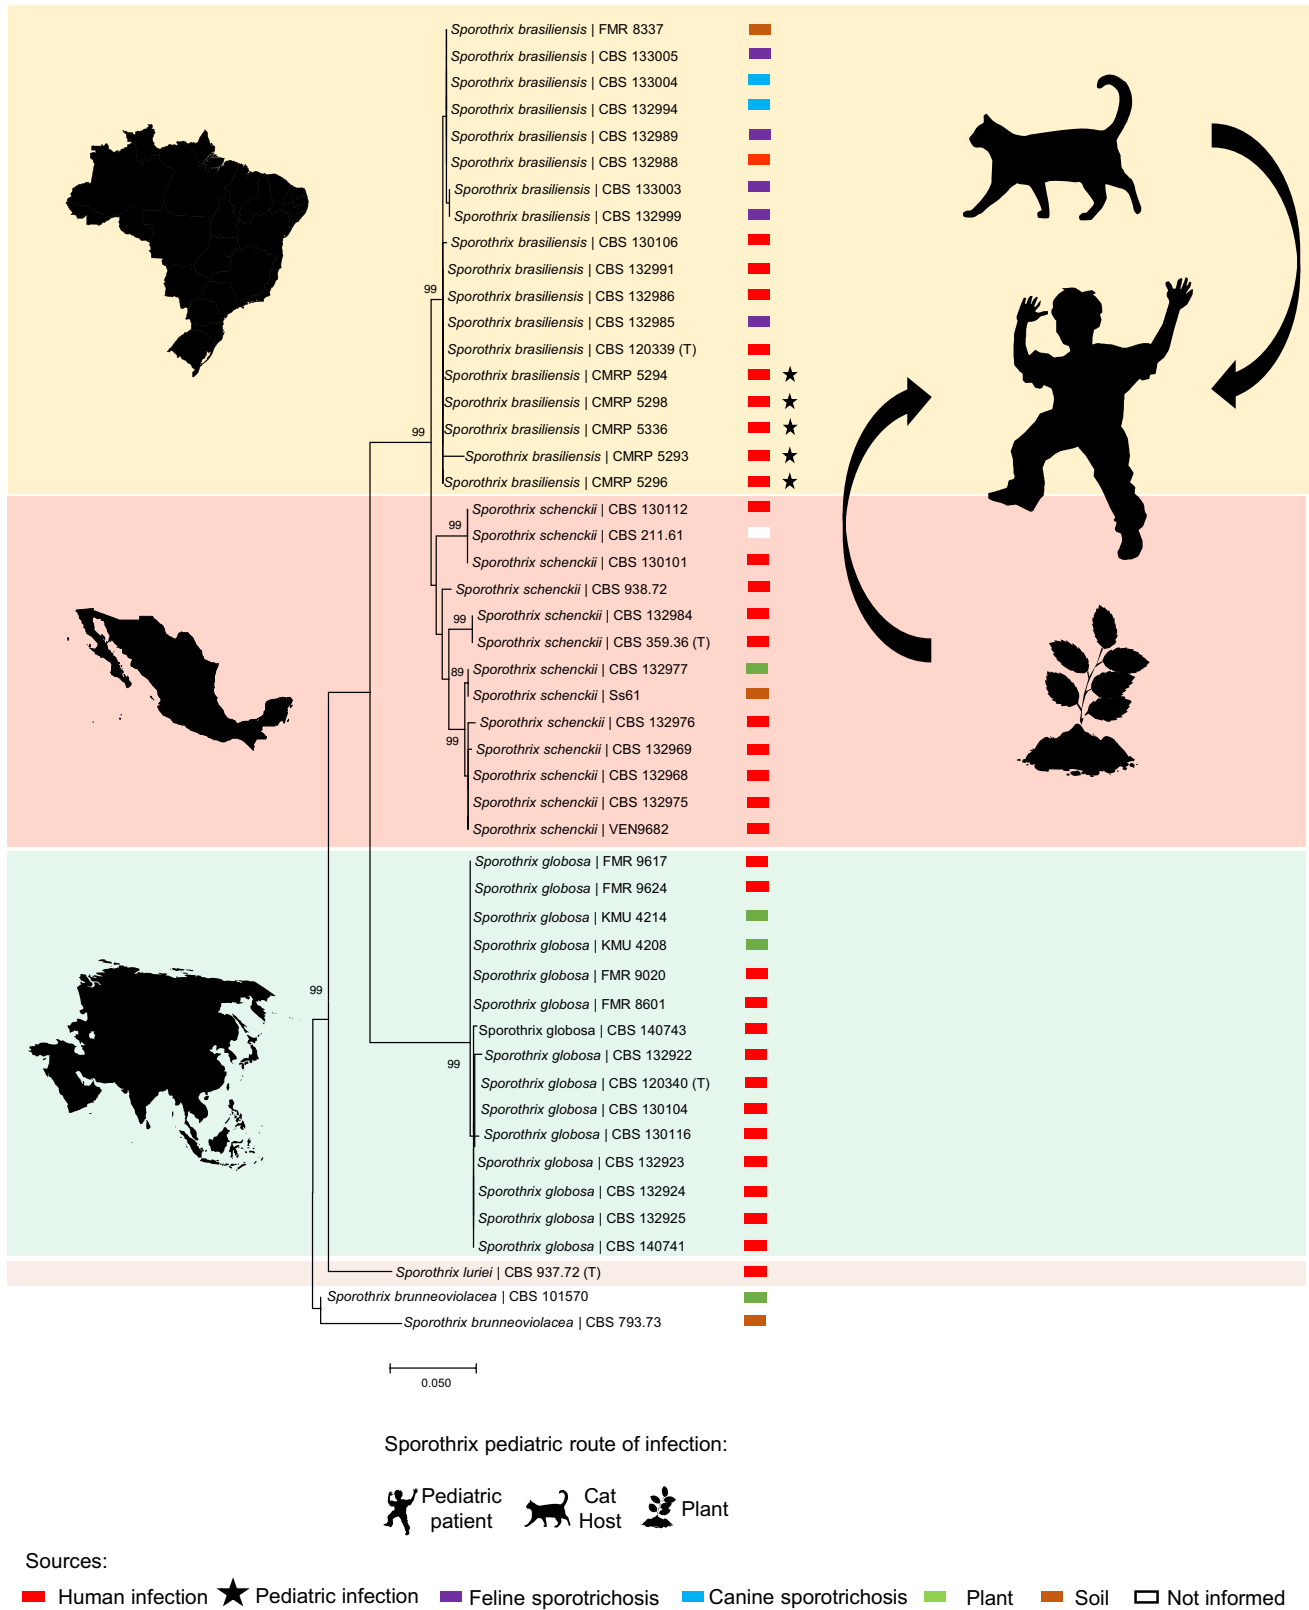 Sporothrix brasiliensis | FMR 8337
Sporothrix brasiliensis | CBS 133005
Sporothrix brasiliensis | CBS 133004
Sporothrix brasiliensis | CBS 132994
Sporothrix brasiliensis | CBS 132989
Sporothrix brasiliensis | CBS 132988
Sporothrix brasiliensis | CBS 133003
Sporothrix brasiliensis | CBS 132999
Sporothrix brasiliensis | CBS 130106
Sporothrix brasiliensis | CBS 132991
99
Sporothrix brasiliensis | CBS 132986
Sporothrix brasiliensis | CBS 132985
Sporothrix brasiliensis | CBS 120339 (T)
Sporothrix brasiliensis | CMRP 5294
Sporothrix brasiliensis | CMRP 5298
Sporothrix brasiliensis | CMRP 5336
99
Sporothrix brasiliensis | CMRP 5293
Sporothrix brasiliensis | CMRP 5296
Sporothrix schenckii | CBS 130112
99
Sporothrix schenckii | CBS 211.61
Sporothrix schenckii | CBS 130101
Sporothrix schenckii | CBS 938.72
Sporothrix schenckii | CBS 132984
99
Sporothrix schenckii | CBS 359.36 (T)
Sporothrix schenckii | CBS 132977
89
Sporothrix schenckii | Ss61
Sporothrix schenckii | CBS 132976
99
Sporothrix schenckii | CBS 132969
Sporothrix schenckii | CBS 132968
Sporothrix schenckii | CBS 132975
Sporothrix schenckii | VEN9682
Sporothrix globosa | FMR 9617
Sporothrix globosa | FMR 9624
Sporothrix globosa | KMU 4214
Sporothrix globosa | KMU 4208
Sporothrix globosa | FMR 9020
99
Sporothrix globosa | FMR 8601
Sporothrix globosa | CBS 140743
Sporothrix globosa | CBS 132922
99
Sporothrix globosa | CBS 120340 (T)
Sporothrix globosa | CBS 130104
Sporothrix globosa | CBS 130116
Sporothrix globosa | CBS 132923
Sporothrix globosa | CBS 132924
Sporothrix globosa | CBS 132925
Sporothrix globosa | CBS 140741
Sporothrix luriei | CBS 937.72 (T)
Sporothrix brunneoviolacea | CBS 101570
Sporothrix brunneoviolacea | CBS 793.73
0.050
Sporothrix pediatric route of infection:
Pediatric patient
Cat Host
Plant
Sources:
Human infection Pediatric infection Feline sporotrichosis Canine sporotrichosis Plant Soil Not informed